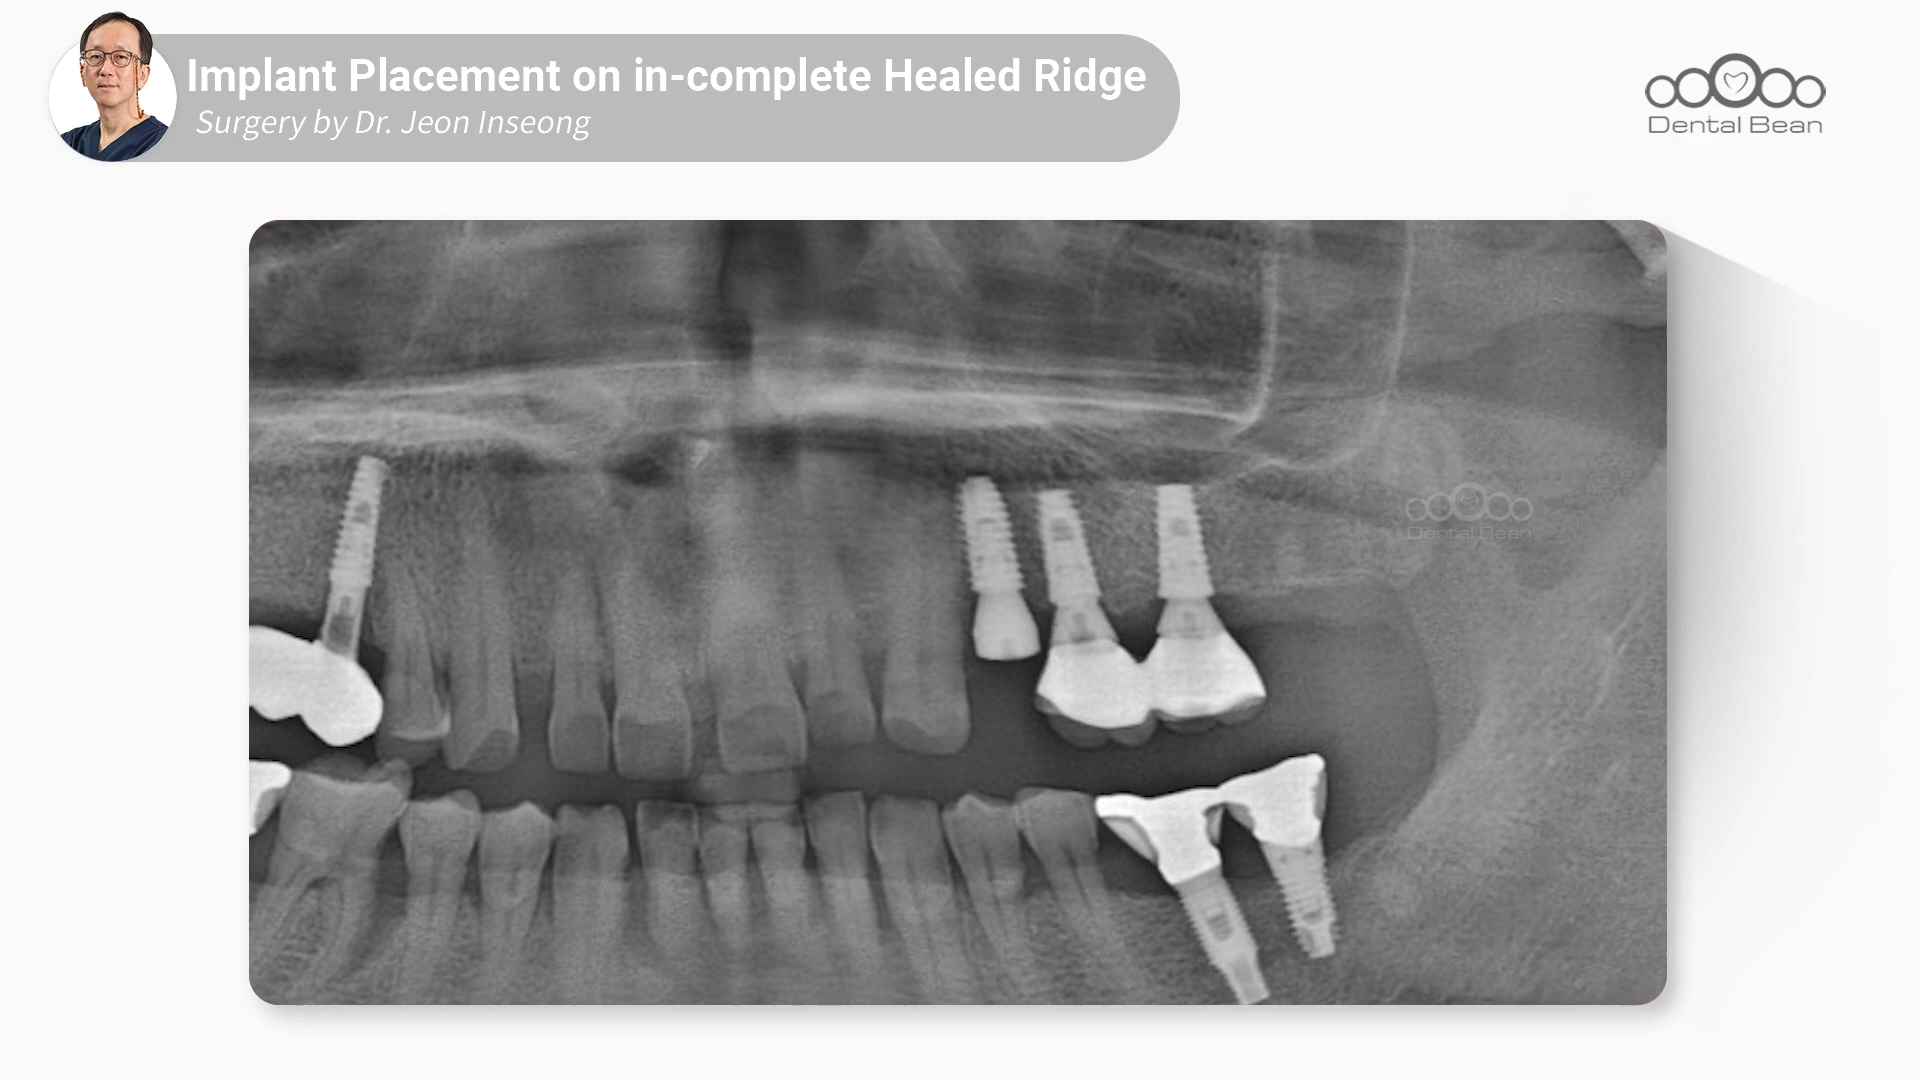 Implant Placement on in-complete Healed Ridge
Surgery by Dr. Jeon Inseong
Dental Bean
Dental Bean